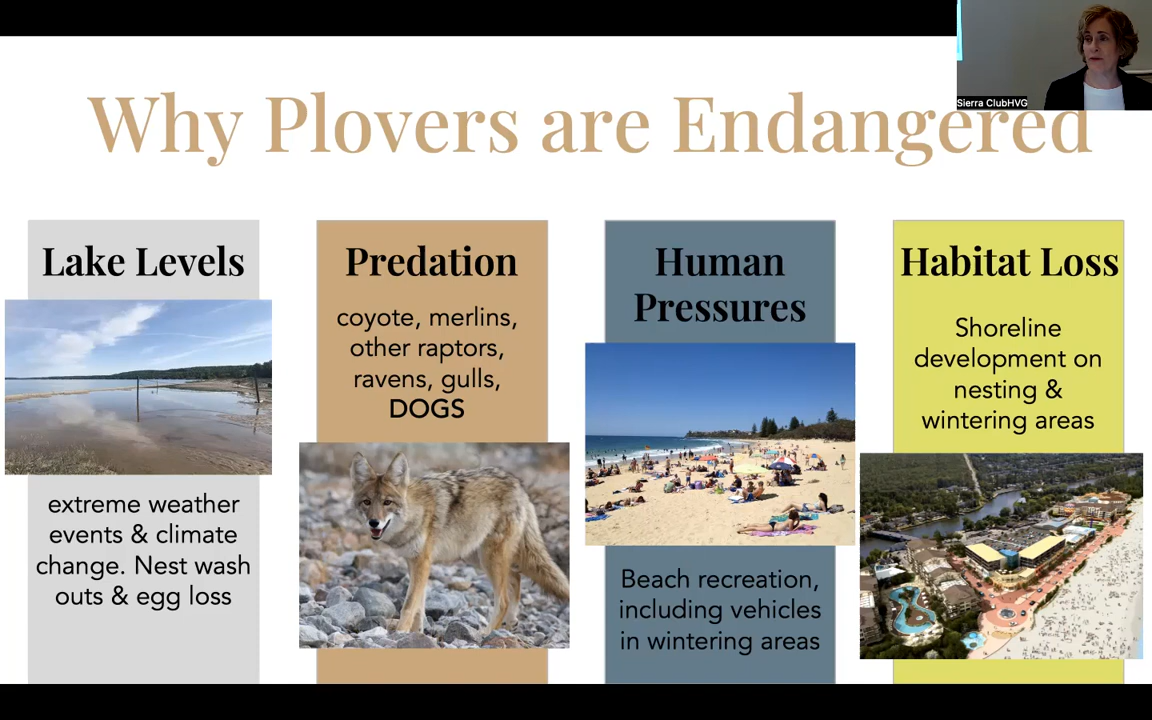 Sierra ClubHVG
Why Plovers are Endangered
Lake Levels
extreme weather
events & climate
change. Nest wash
outs & egg loss
Predation
coyote, merlins,
other raptors,
ravens, gulls,
DOGS
Human
Pressures
Beach recreation,
including vehicles
in wintering areas
Habitat Loss
Shoreline
development on
nesting &
wintering areas